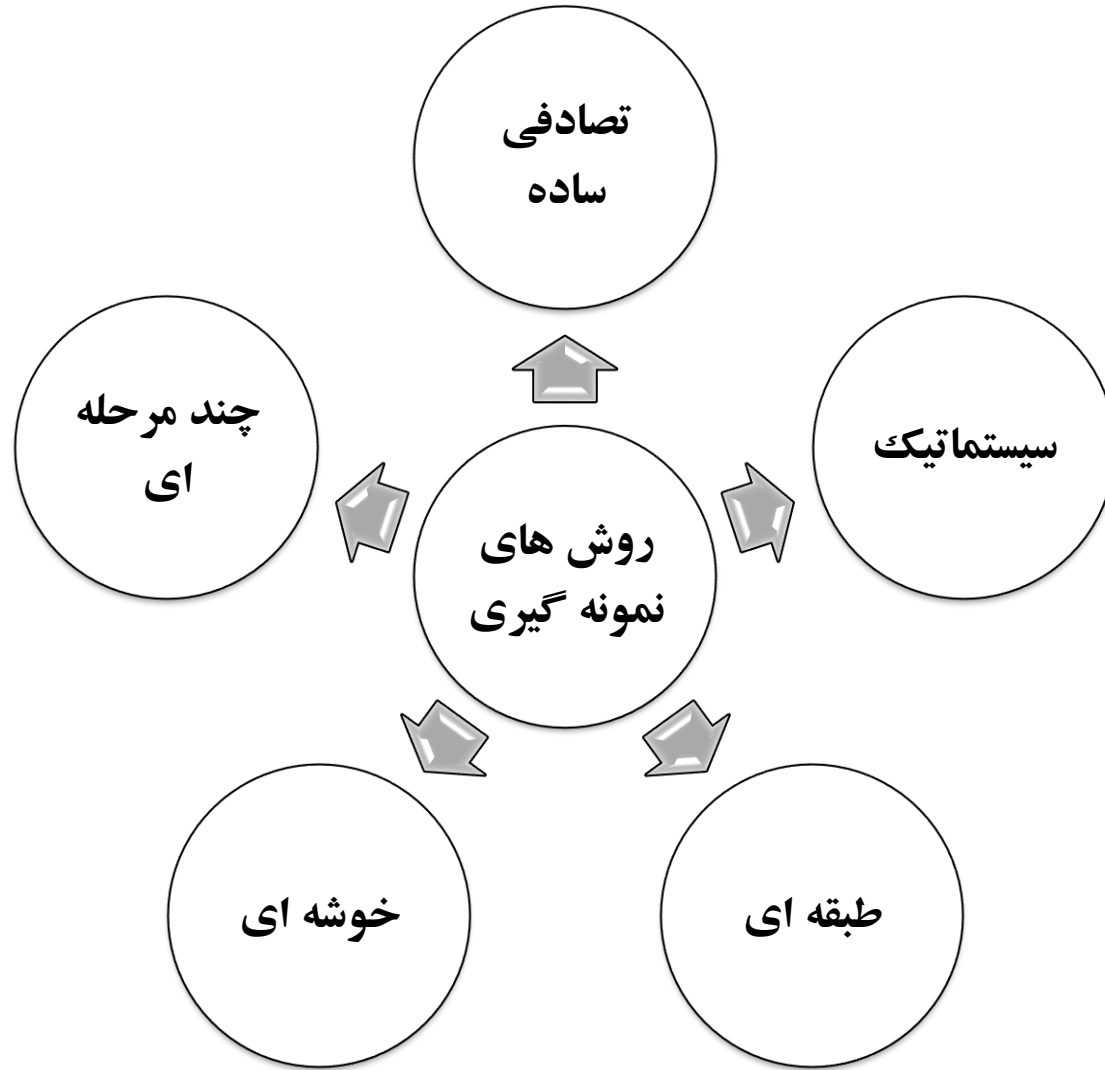 تصادفی
ساده
سیستماتیک
طبقه ای
خوشه ای
چند مرحله
ای
روش های
نمونه گیری